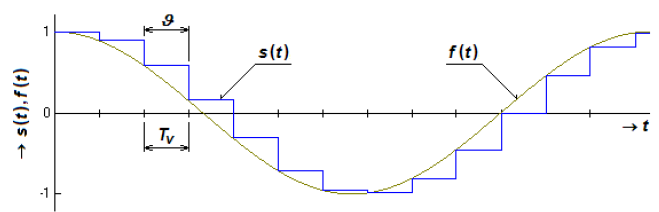 1
ϑ
s(t)
f(t)
→ s(t), f(t)
0
→ t
T_V
-1